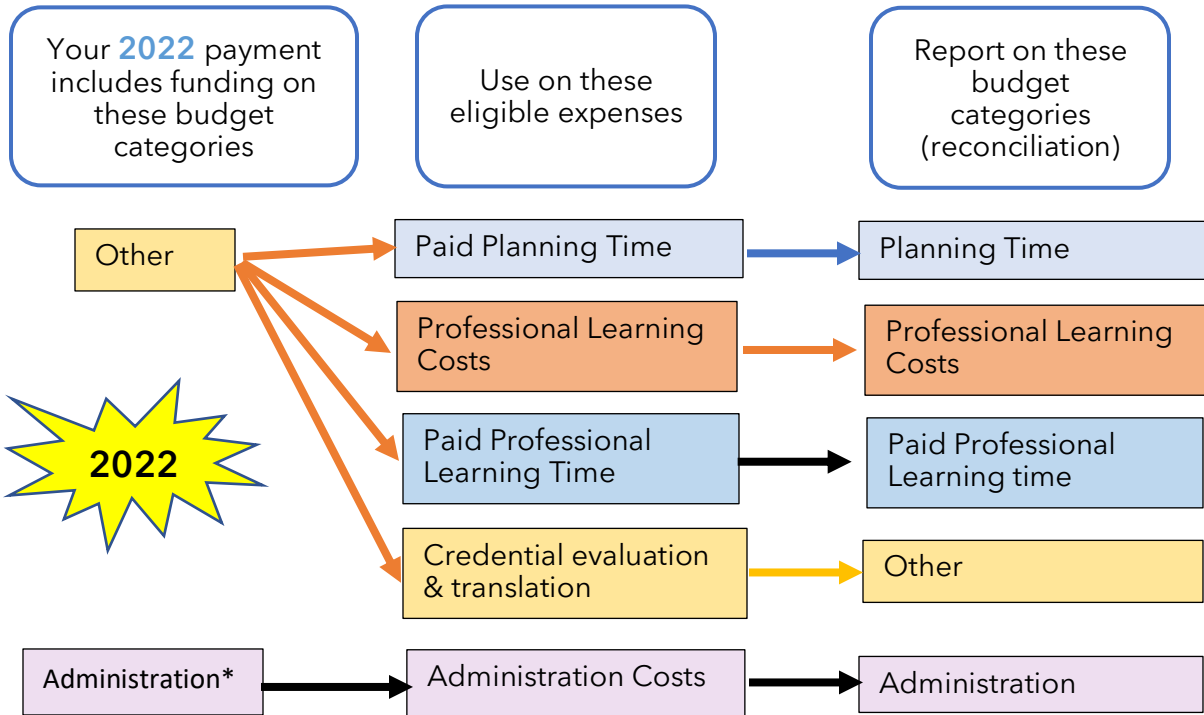 Your 2022 payment
includes funding on
these budget
categories
Use on these
eligible expenses
Report on these
budget
categories
(reconciliation)
Other
Paid Planning Time
Planning Time
Professional Learning
Costs
Professional Learning
Costs
2022
Paid Professional
Learning Time
Paid Professional
Learning time
Credential evaluation
& translation
Other
Administration*
Administration Costs
Administration